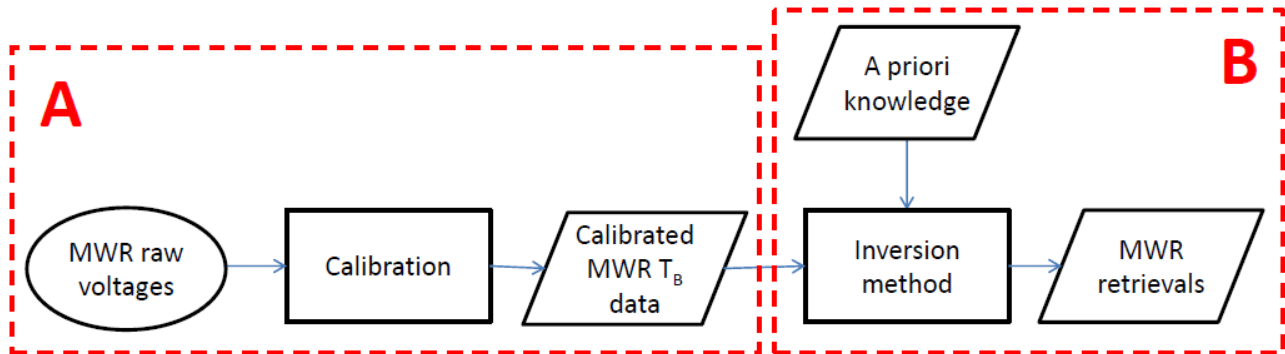 A
MWR raw
voltages
Calibration
Calibrated
MWR T_B
data
B
A priori
knowledge
Inversion
method
MWR
retrievals